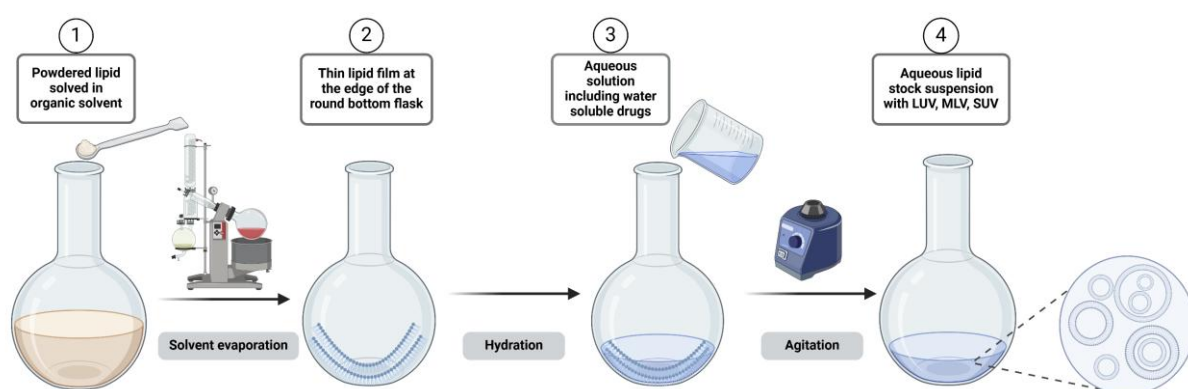 1
Powdered lipid
solved in
organic solvent
2
Thin lipid film at
the edge of the
round bottom flask
3
Aqueous
solution
including water
soluble drugs
4
Aqueous lipid
stock suspension
with LUV, MLV, SUV
Solvent evaporation
Hydration
Agitation